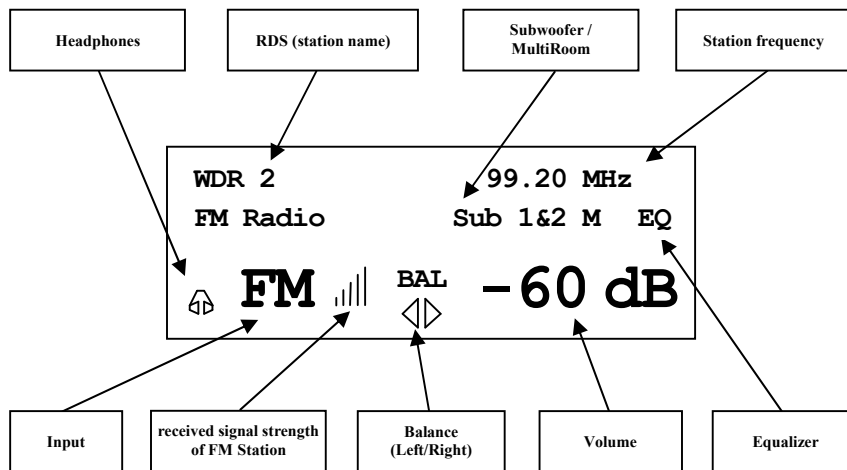 Headphones
RDS (station name)
Subwoofer /
MultiRoom
Station frequency
WDR 2
99.20 MHz
FM Radio
Sub 1&2 M
EQ
FM
BAL
-60 dB
Input
received signal strength
of FM Station
Balance
(Left/Right)
Volume
Equalizer